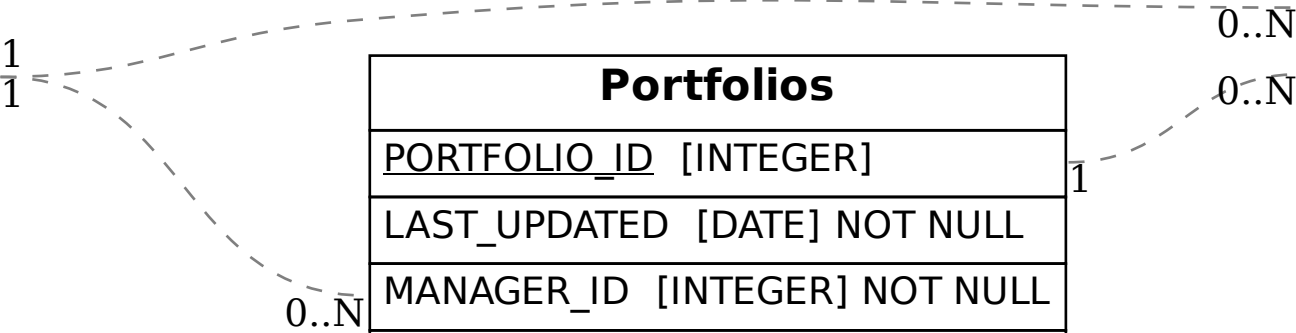 0..N
1
1
0..N
Portfolios
PORTFOLIO_ID [INTEGER]
1
LAST_UPDATED [DATE] NOT NULL
MANAGER_ID [INTEGER] NOT NULL
0..N